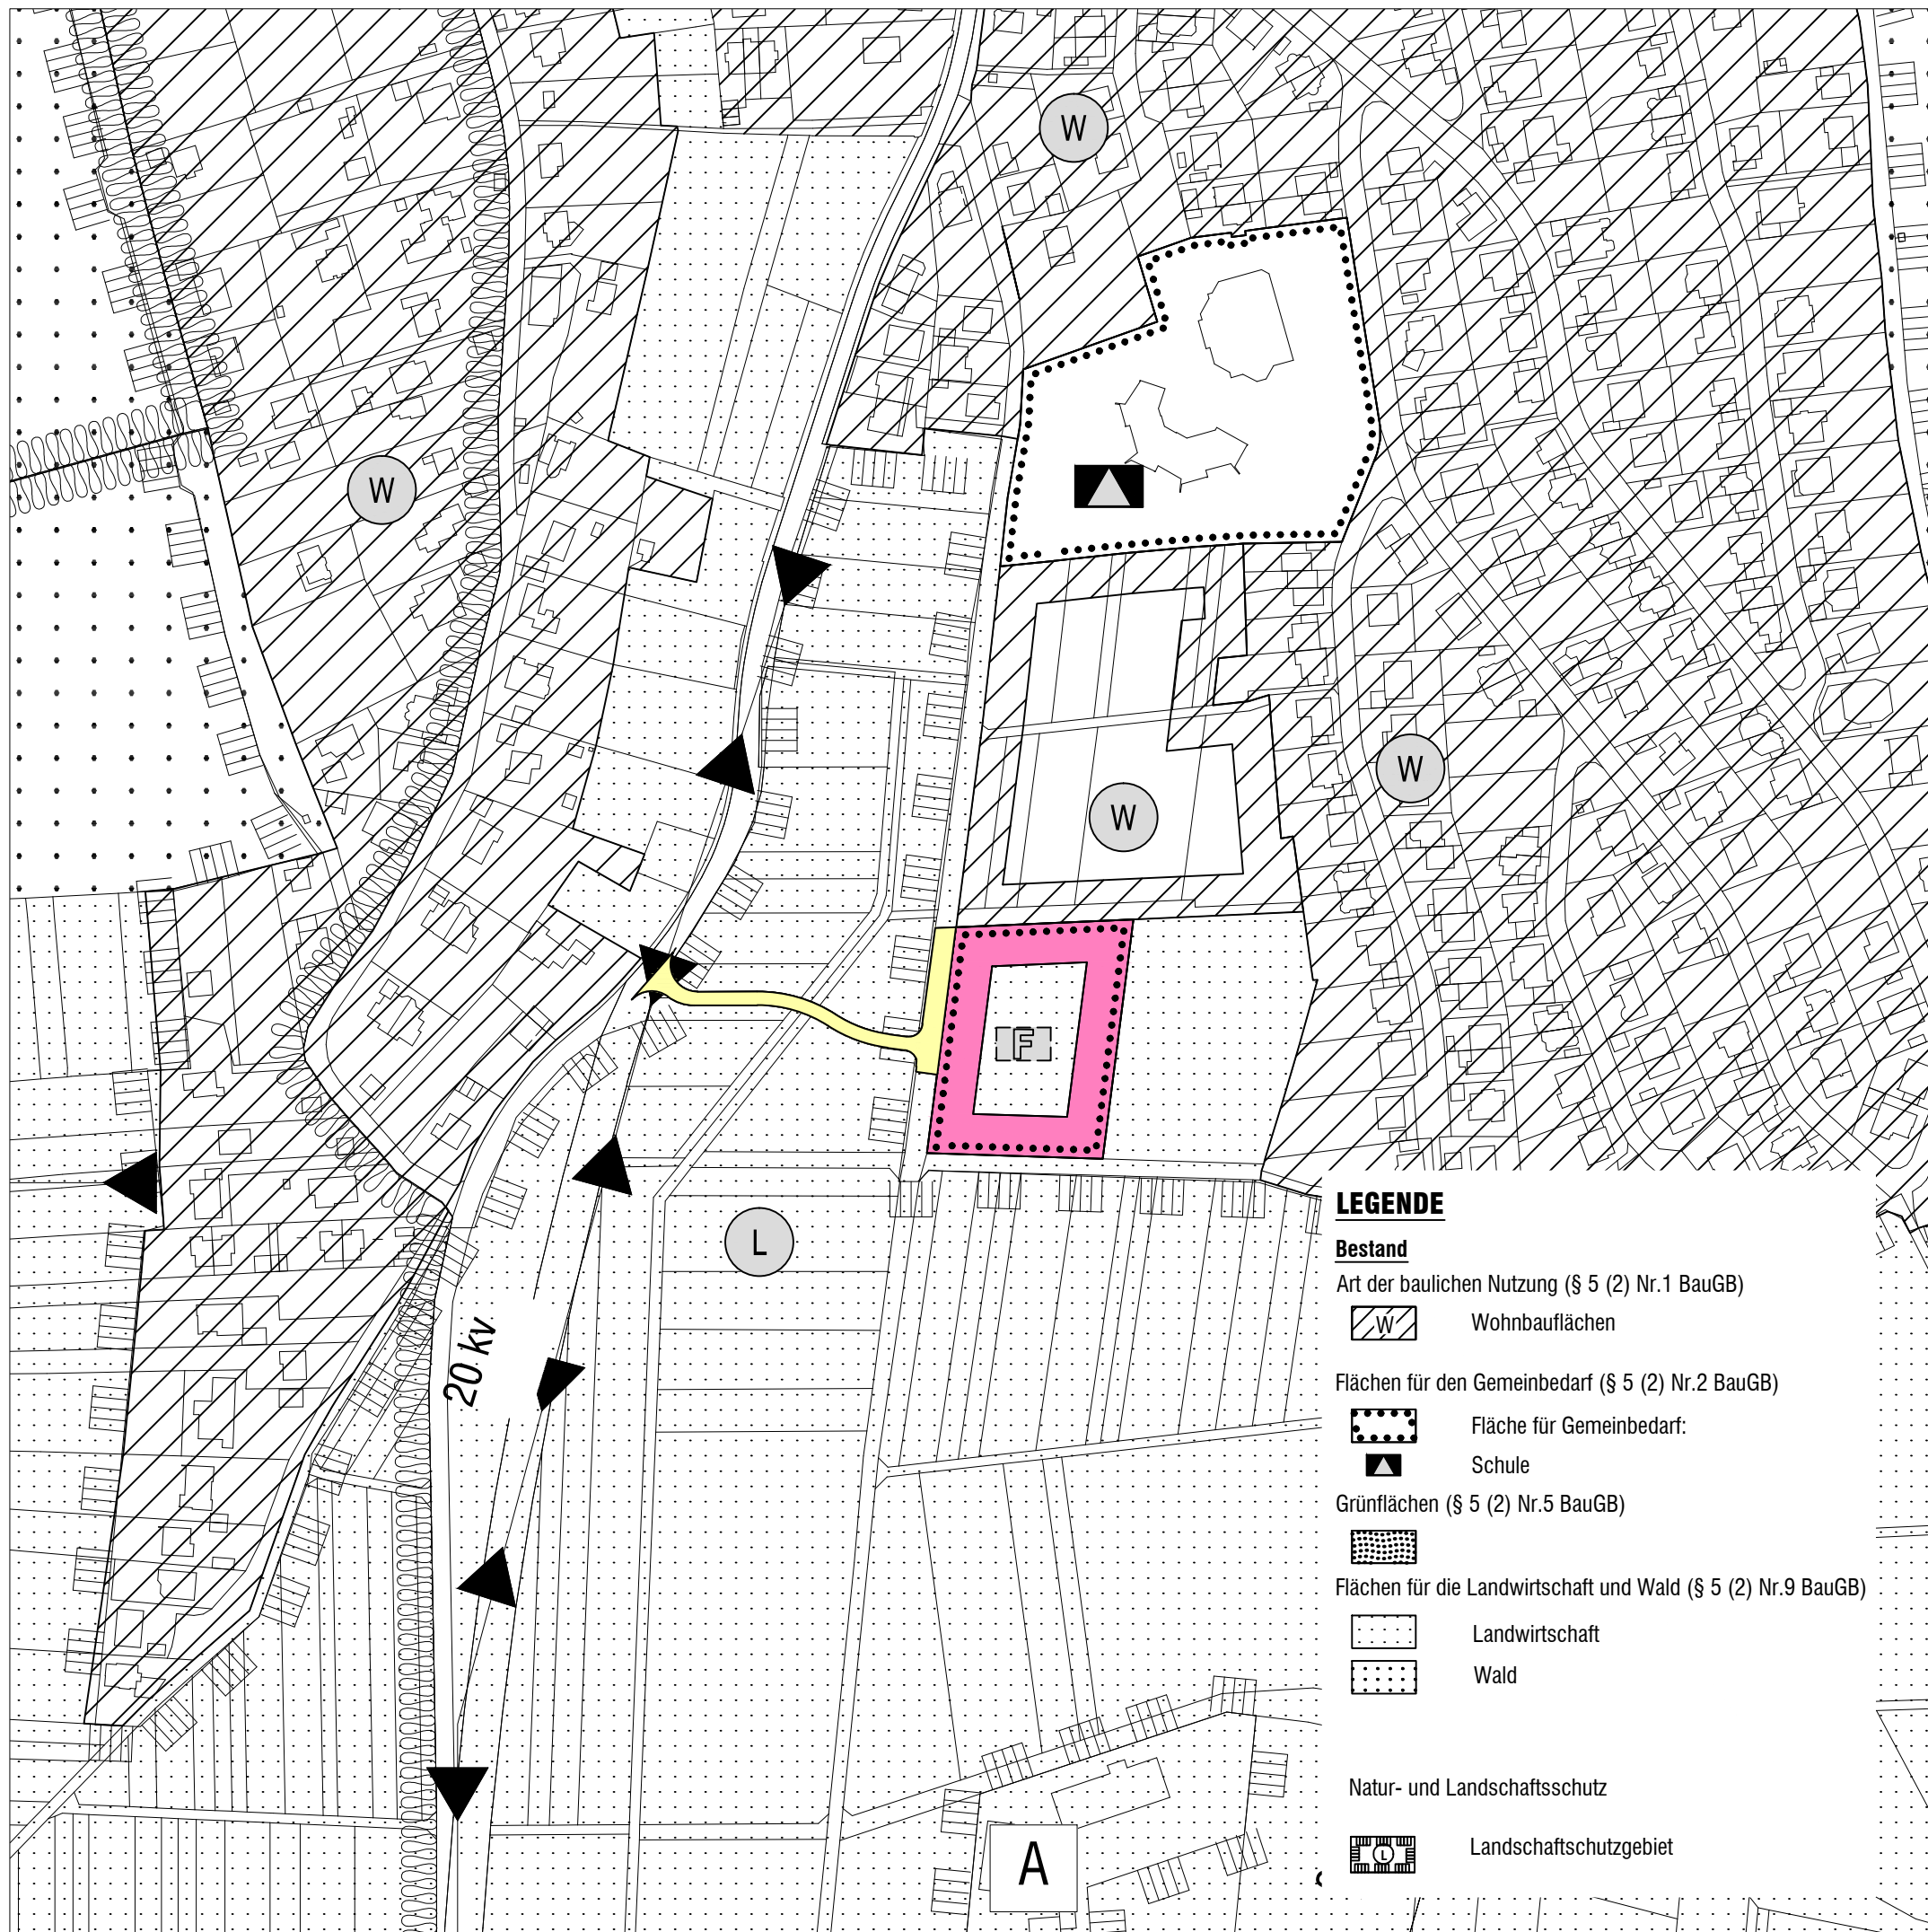 W
W
W
W
F
L
20 kv
A
LEGENDE
Bestand
Art der baulichen Nutzung (§ 5 (2) Nr.1 BauGB)
W Wohnbauflächen
Flächen für den Gemeinbedarf (§ 5 (2) Nr.2 BauGB)
Fläche für Gemeinbedarf:
Schule
Grünflächen (§ 5 (2) Nr.5 BauGB)
Flächen für die Landwirtschaft und Wald (§ 5 (2) Nr.9 BauGB)
Landwirtschaft
Wald
Natur- und Landschaftsschutz
L Landschaftschutzgebiet